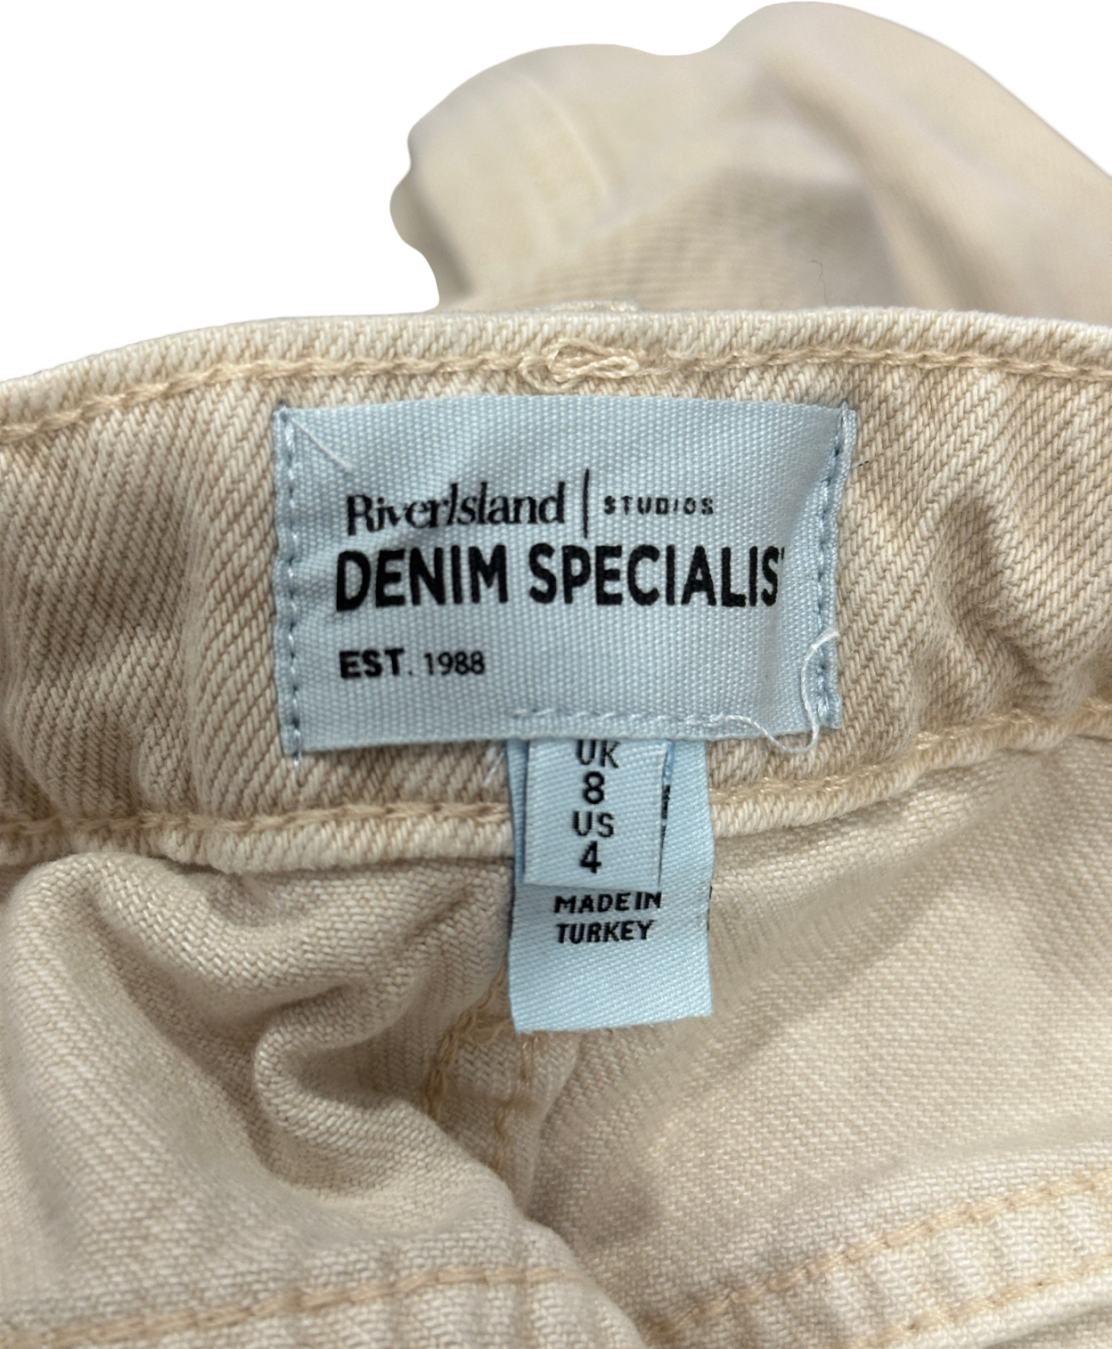 RiverIsland | STUDIOS
DENIM SPECIALIS
EST. 1988
UK
8
US
4
MADE IN
TURKEY